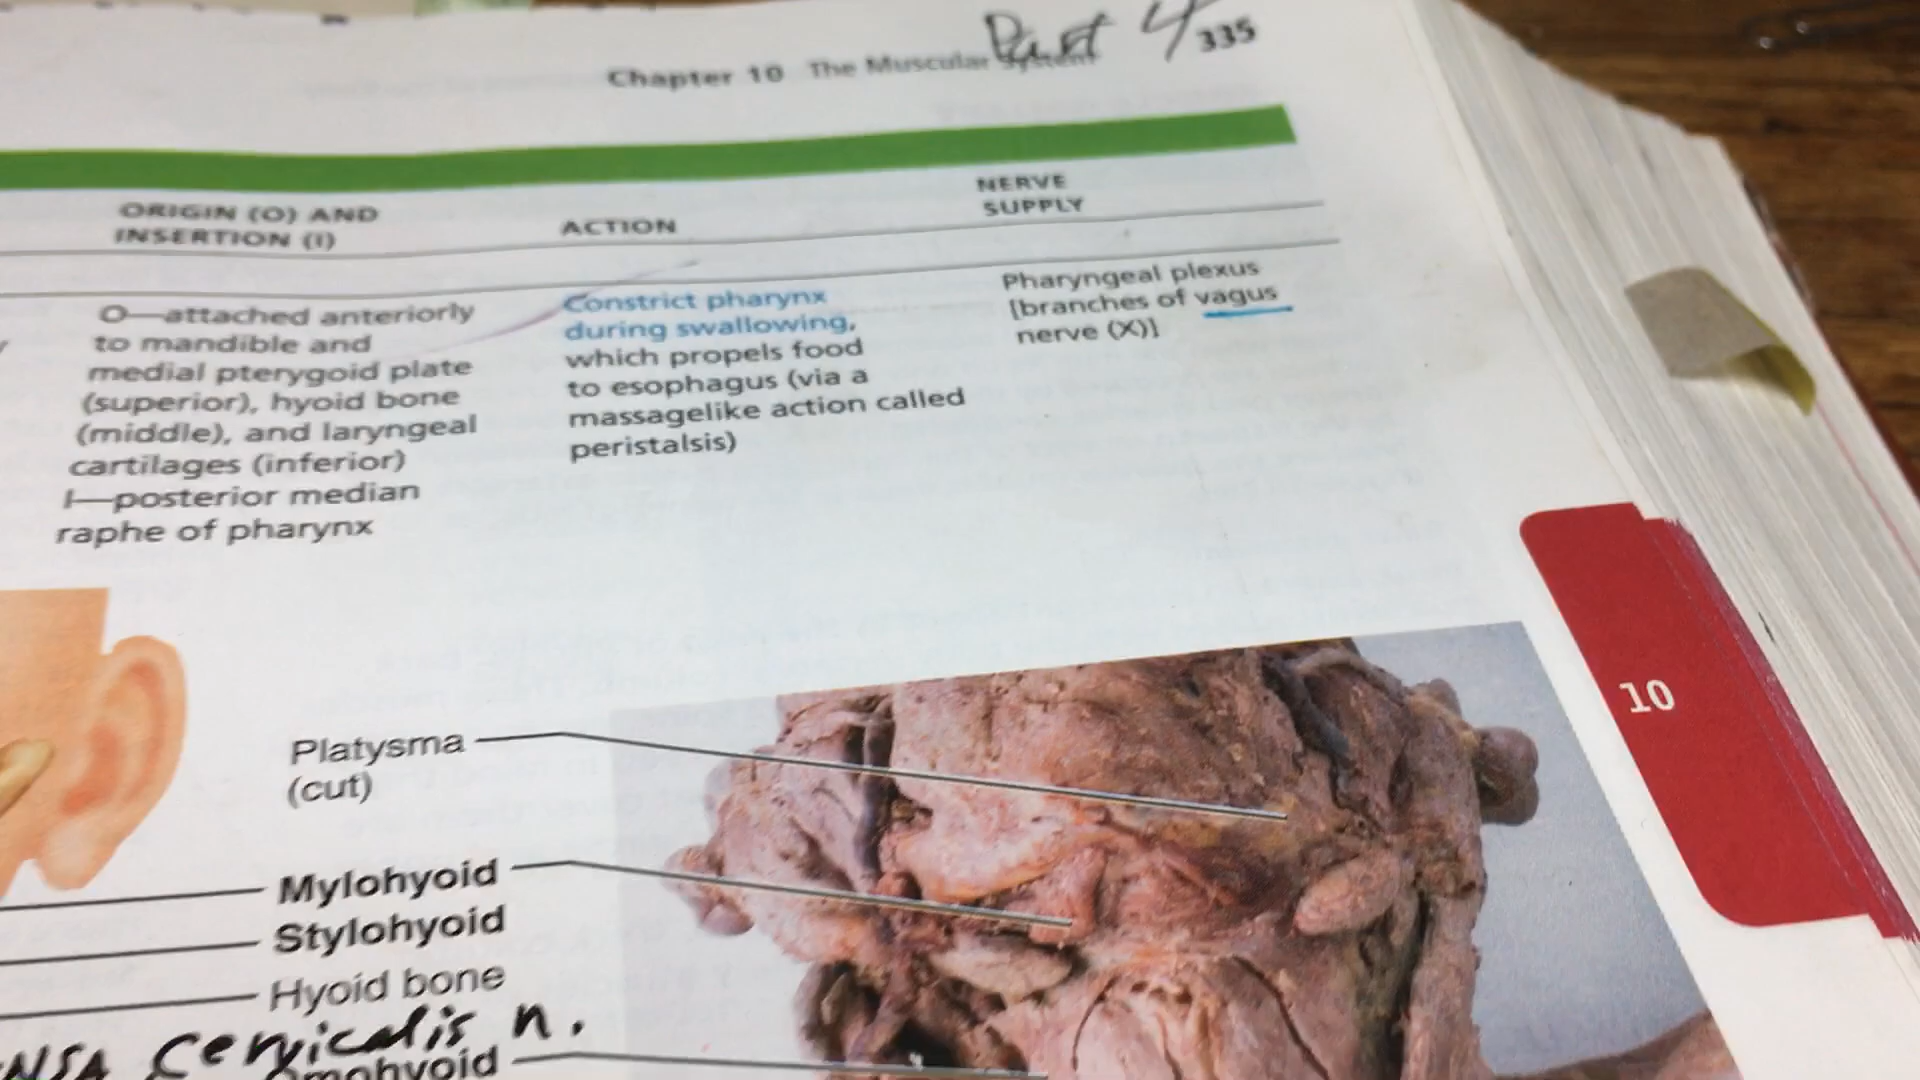 Part 4
Chapter 10 The Muscular System 335
ORIGIN (O) AND
INSERTION (I)
ACTION
NERVE
SUPPLY
O—attached anteriorly
to mandible and
medial pterygoid plate
(superior), hyoid bone
(middle), and laryngeal
cartilages (inferior)
I—posterior median
raphe of pharynx
Constrict pharynx
during swallowing,
which propels food
to esophagus (via a
massagelike action called
peristalsis)
Pharyngeal plexus
[branches of vagus
nerve (X)]
10
Platysma
(cut)
Mylohyoid
Stylohyoid
Hyoid bone
Cervicalis n.